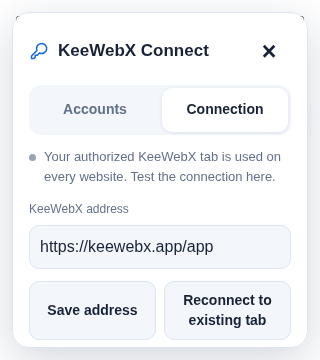 KeeWebX Connect
Accounts
Connection
Your authorized KeeWebX tab is used on
every website. Test the connection here.
KeeWebX address
https://keewebx.app/app
Save address
Reconnect to
existing tab